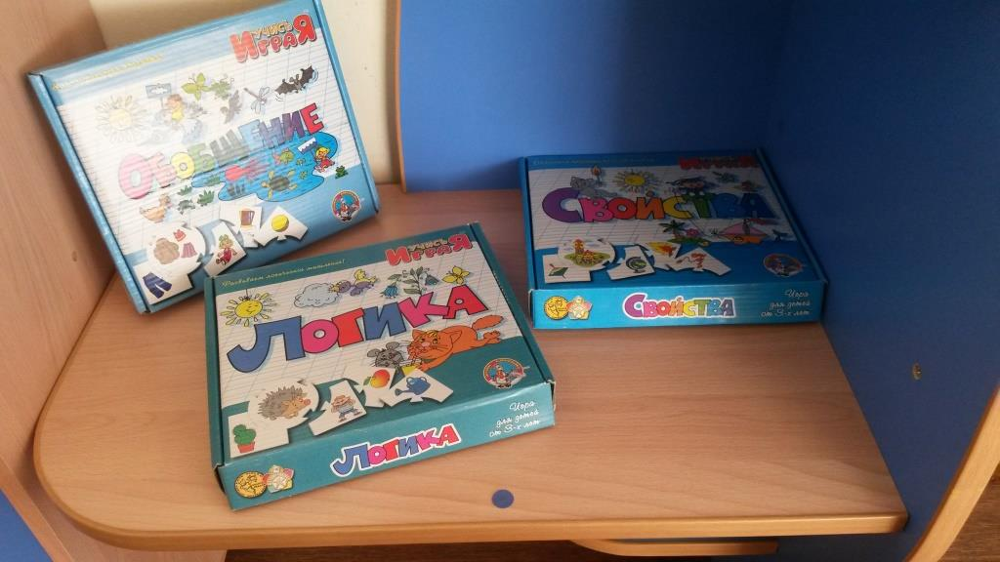 УЧИСЬ
ИГРАЯ
ОБОБЩЕНИЕ
УЧИСЬ
ИГРАЯ
Развиваем логическое мышление!
ЛОГИКА
ЛОГИКА
Игра
для детей
от 3-х лет
СВОЙСТВА
СВОЙСТВА
Игра
для детей
от 3-х лет